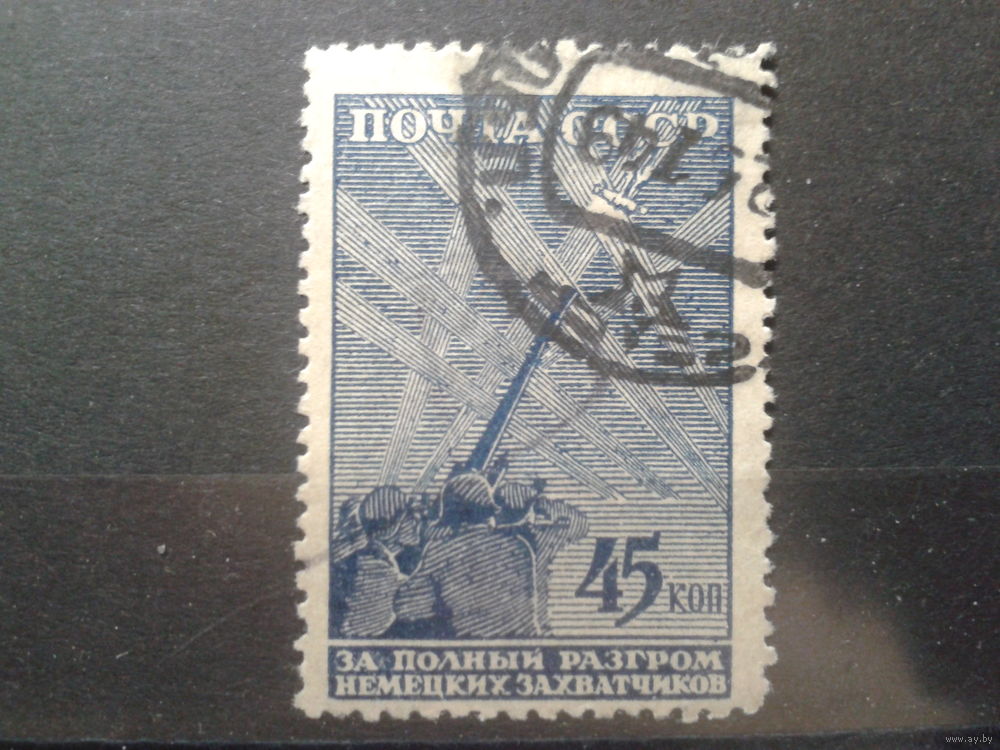 ПОЧТА СССР
45 КОП
ЗА ПОЛНЫЙ РАЗГРОМ
НЕМЕЦКИХ ЗАХВАТЧИКОВ
www.ay.by